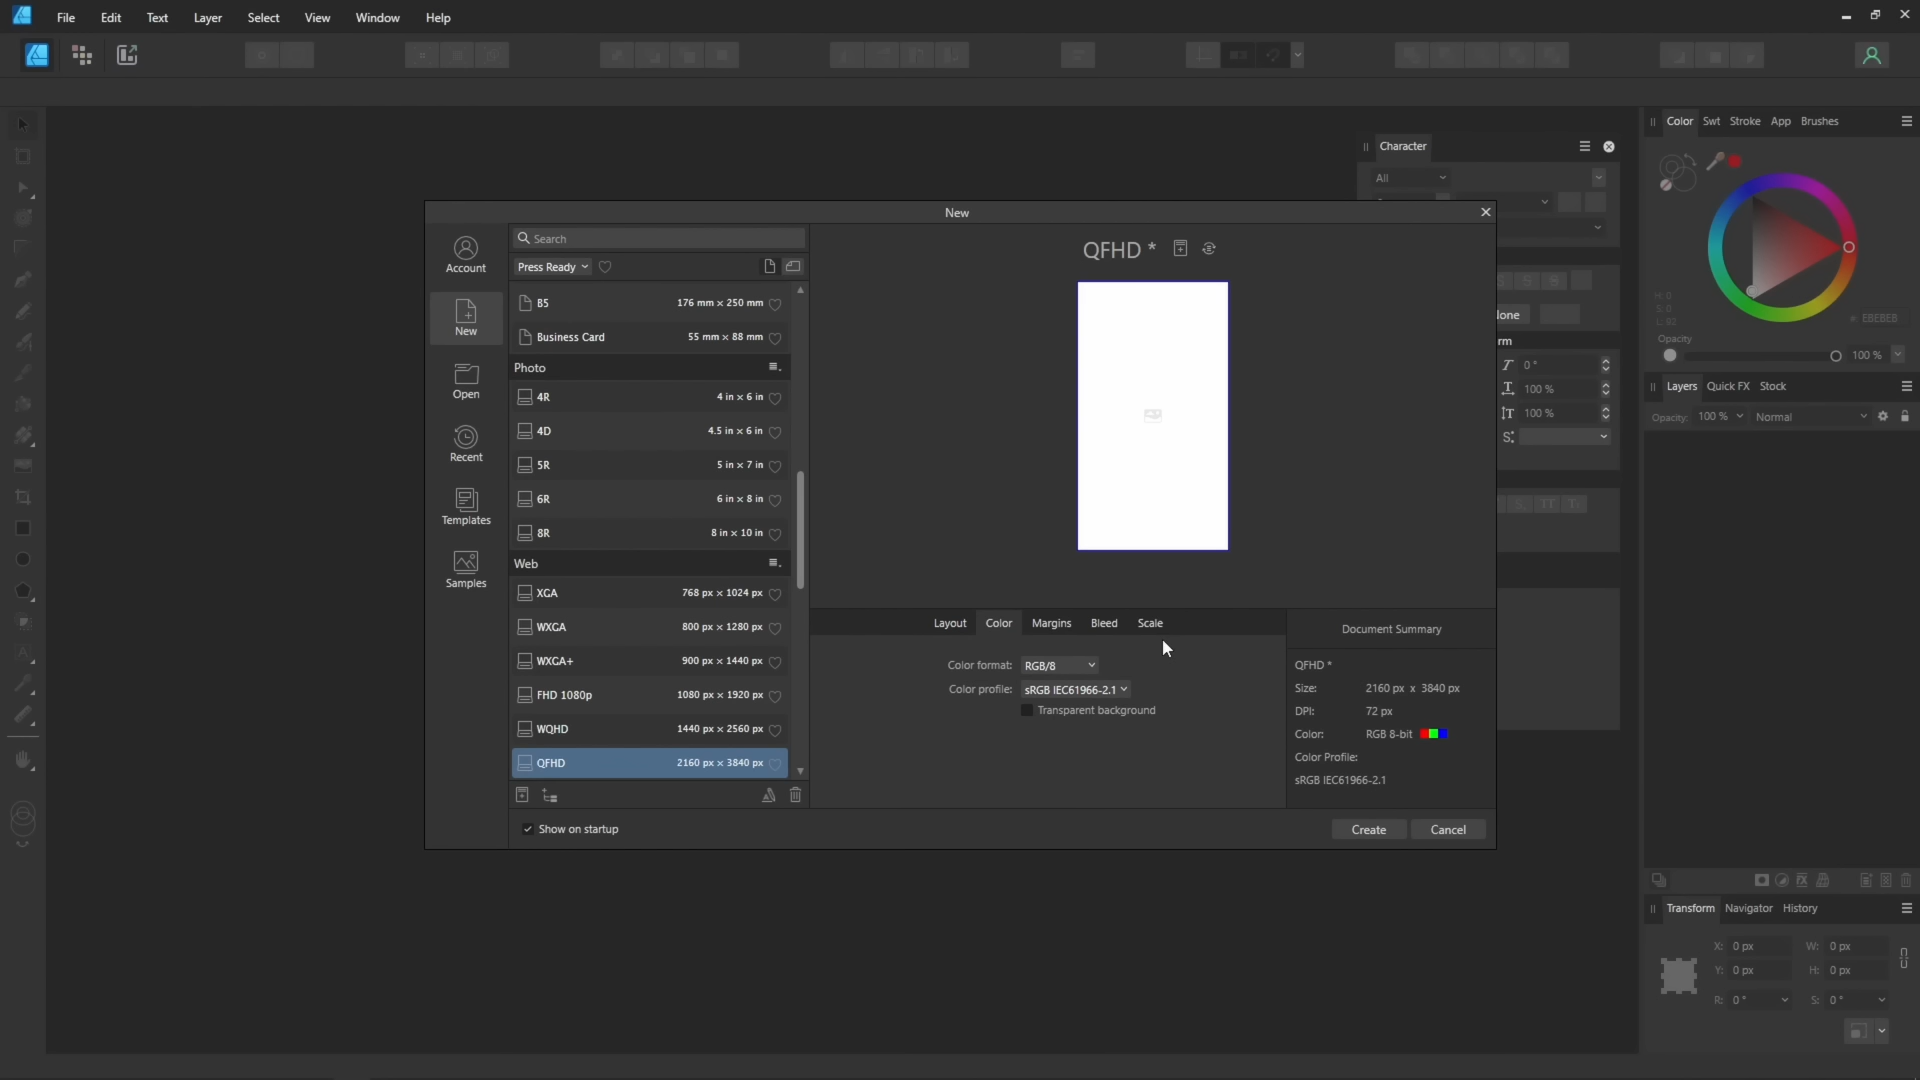 File Edit Text Layer Select View Window Help
Color Swt Stroke App Brushes
Character
All
New
Account
New
Open
Recent
Templates
Samples
Search
Press Ready
B5 176 mm × 250 mm
Business Card 55 mm × 88 mm
Photo
4R 4 in × 6 in
4D 4.5 in × 6 in
5R 5 in × 7 in
6R 6 in × 8 in
8R 8 in × 10 in
Web
XGA 768 px × 1024 px
WXGA 800 px × 1280 px
WXGA+ 900 px × 1440 px
FHD 1080p 1080 px × 1920 px
WQHD 1440 px × 2560 px
QFHD 2160 px × 3840 px
Show on startup
QFHD *
Layout Color Margins Bleed Scale
Color format: RGB/8
Color profile: sRGB IEC61966-2.1
Transparent background
Document Summary
QFHD *
Size: 2160 px x 3840 px
DPI: 72 px
Color: RGB 8-bit
Color Profile:
sRGB IEC61966-2.1
Create Cancel
lone
rm
0 °
100 %
100 %
H: 0
S: 0
L: 92
EBEBEB
Opacity
100 %
Layers Quick FX Stock
Opacity: 100 % Normal
Transform Navigator History
X: 0 px W: 0 px
Y: 0 px H: 0 px
R: 0 ° S: 0 °